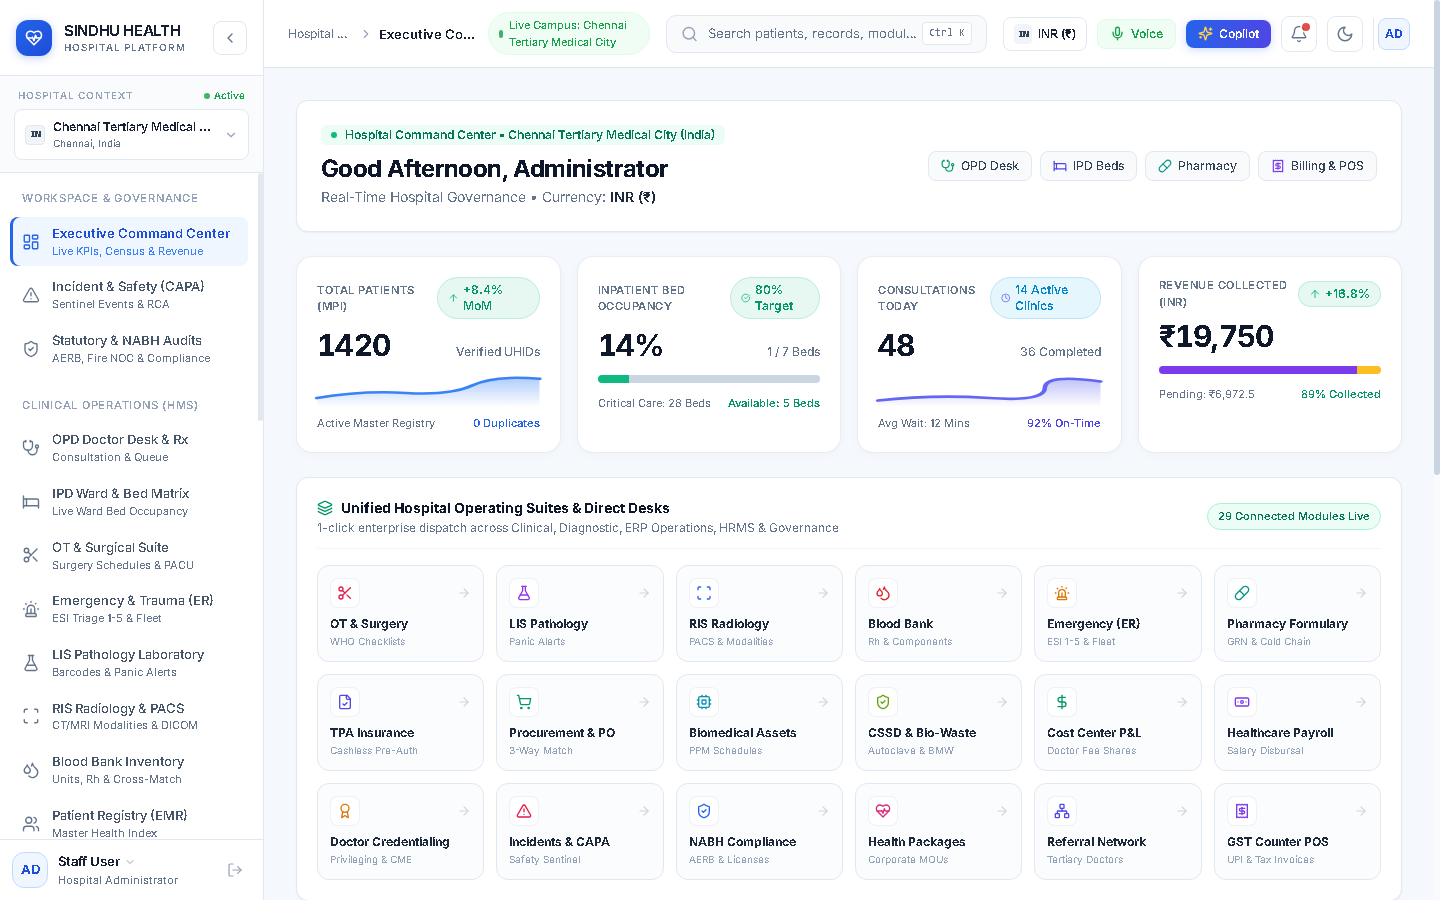 SINDHU HEALTH
HOSPITAL PLATFORM
HOSPITAL CONTEXT
Active
IN
Chennai Tertiary Medical ...
Chennai, India
WORKSPACE & GOVERNANCE
Executive Command Center
Live KPIs, Census & Revenue
Incident & Safety (CAPA)
Sentinel Events & RCA
Statutory & NABH Audits
AERB, Fire NOC & Compliance
CLINICAL OPERATIONS (HMS)
OPD Doctor Desk & Rx
Consultation & Queue
IPD Ward & Bed Matrix
Live Ward Bed Occupancy
OT & Surgical Suite
Surgery Schedules & PACU
Emergency & Trauma (ER)
ESI Triage 1-5 & Fleet
LIS Pathology Laboratory
Barcodes & Panic Alerts
RIS Radiology & PACS
CT/MRI Modalities & DICOM
Blood Bank Inventory
Units, Rh & Cross-Match
Patient Registry (EMR)
Master Health Index
AD
Staff User
Hospital Administrator
Hospital ...
Executive Co...
Live Campus: Chennai
Tertiary Medical City
Search patients, records, modul...
Ctrl K
IN INR (₹)
Voice
Copilot
AD
Hospital Command Center • Chennai Tertiary Medical City (India)
Good Afternoon, Administrator
Real-Time Hospital Governance • Currency: INR (₹)
OPD Desk
IPD Beds
Pharmacy
Billing & POS
TOTAL PATIENTS
(MPI)
+8.4%
MoM
1420
Verified UHIDs
Active Master Registry
0 Duplicates
INPATIENT BED
OCCUPANCY
80%
Target
14%
1 / 7 Beds
Critical Care: 28 Beds
Available: 5 Beds
CONSULTATIONS
TODAY
14 Active
Clinics
48
36 Completed
Avg Wait: 12 Mins
92% On-Time
REVENUE COLLECTED
(INR)
+16.8%
₹19,750
Pending: ₹6,972.5
89% Collected
Unified Hospital Operating Suites & Direct Desks
1-click enterprise dispatch across Clinical, Diagnostic, ERP Operations, HRMS & Governance
29 Connected Modules Live
OT & Surgery
WHO Checklists
LIS Pathology
Panic Alerts
RIS Radiology
PACS & Modalities
Blood Bank
Rh & Components
Emergency (ER)
ESI 1-5 & Fleet
Pharmacy Formulary
GRN & Cold Chain
TPA Insurance
Cashless Pre-Auth
Procurement & PO
3-Way Match
Biomedical Assets
PPM Schedules
CSSD & Bio-Waste
Autoclave & BMW
Cost Center P&L
Doctor Fee Shares
Healthcare Payroll
Salary Disbursal
Doctor Credentialing
Privileging & CME
Incidents & CAPA
Safety Sentinel
NABH Compliance
AERB & Licenses
Health Packages
Corporate MOUs
Referral Network
Tertiary Doctors
GST Counter POS
UPI & Tax Invoices